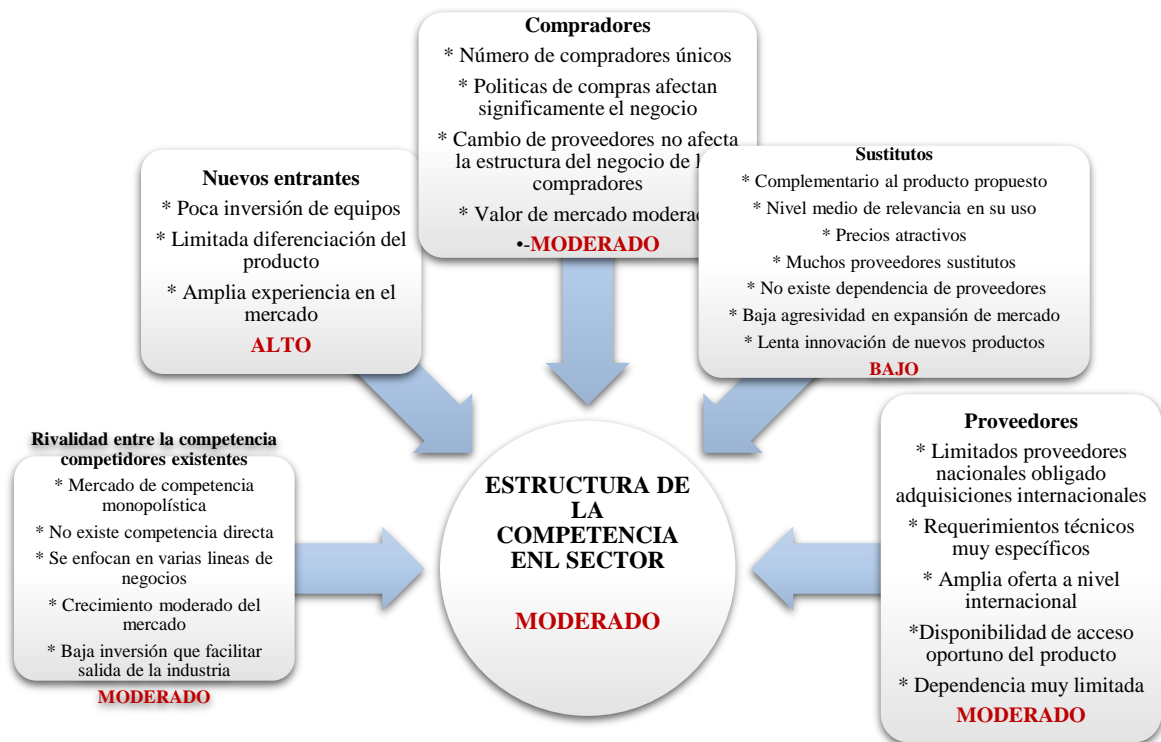 Compradores
* Número de compradores únicos
* Politicas de compras afectan
significamente el negocio
* Cambio de proveedores no afecta
la estructura del negocio de
compradores
* Valor de mercado
•-MODERADO
Nuevos entrantes
* Poca inversión de equipos
* Limitada diferenciación del
producto
* Amplia experiencia en el
mercado
ALTO
Sustitutos
* Complementario al producto propuesto
* Nivel medio de relevancia en su uso
* Precios atractivos
* Muchos proveedores sustitutos
* No existe dependencia de proveedores
* Baja agresividad en expansión de mercado
* Lenta innovación de nuevos productos
BAJO
Rivalidad entre la competencia
competidores existentes
* Mercado de competencia
monopolística
* No existe competencia directa
* Se enfocan en varias lineas de
negocios
* Crecimiento moderado del
mercado
* Baja inversión que facilitar
salida de la industria
MODERADO
ESTRUCTURA DE
LA
COMPETENCIA
ENL SECTOR
MODERADO
Proveedores
* Limitados proveedores
nacionales obligado
adquisiciones internacionales
* Requerimientos técnicos
muy específicos
* Amplia oferta a nivel
internacional
*Disponibilidad de acceso
oportuno del producto
* Dependencia muy limitada
MODERADO